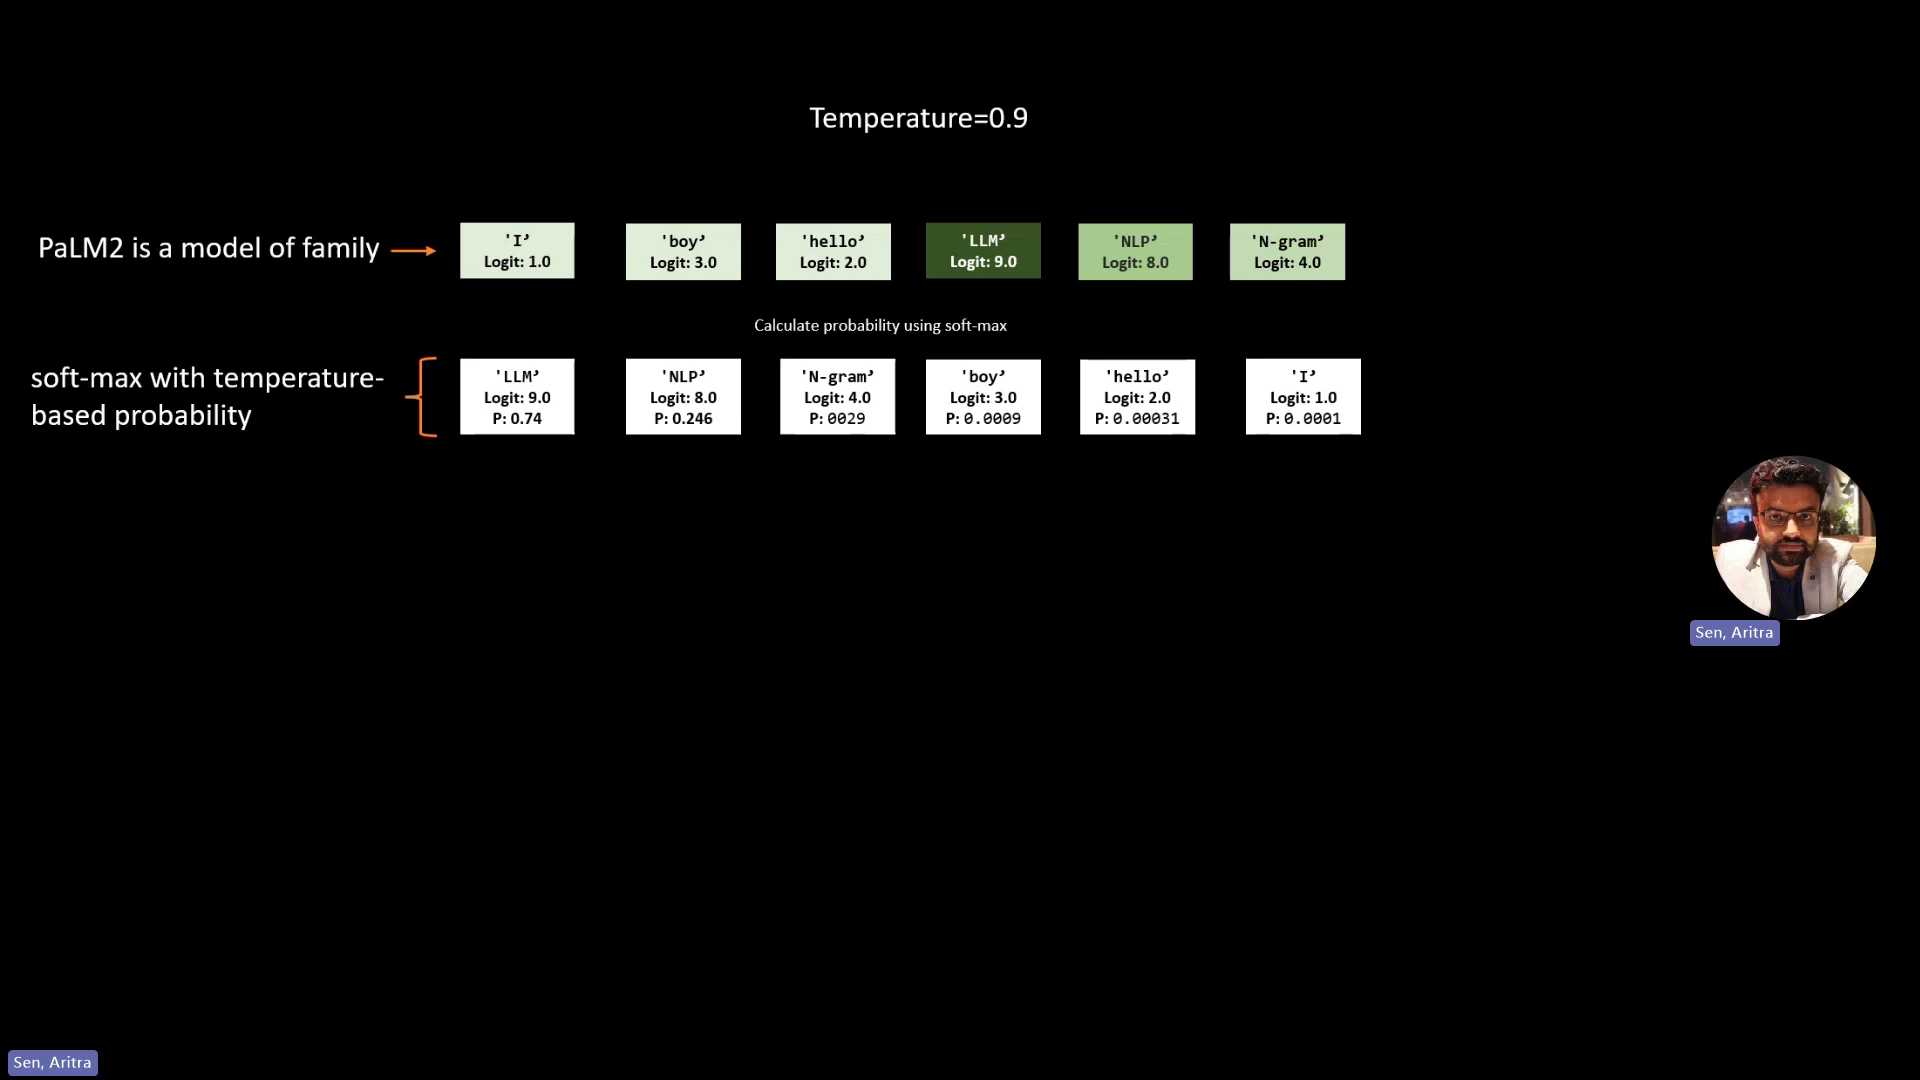 Temperature=0.9
PaLM2 is a model of family
'I’
Logit: 1.0
'boy’
Logit: 3.0
'hello’
Logit: 2.0
'LLM’
Logit: 9.0
'NLP’
Logit: 8.0
'N-gram’
Logit: 4.0
Calculate probability using soft-max
soft-max with temperature-
based probability
'LLM’
Logit: 9.0
P: 0.74
'NLP’
Logit: 8.0
P: 0.246
'N-gram’
Logit: 4.0
P: 0029
'boy’
Logit: 3.0
P: 0.0009
'hello’
Logit: 2.0
P: 0.00031
'I’
Logit: 1.0
P: 0.0001
Sen, Aritra
Sen, Aritra